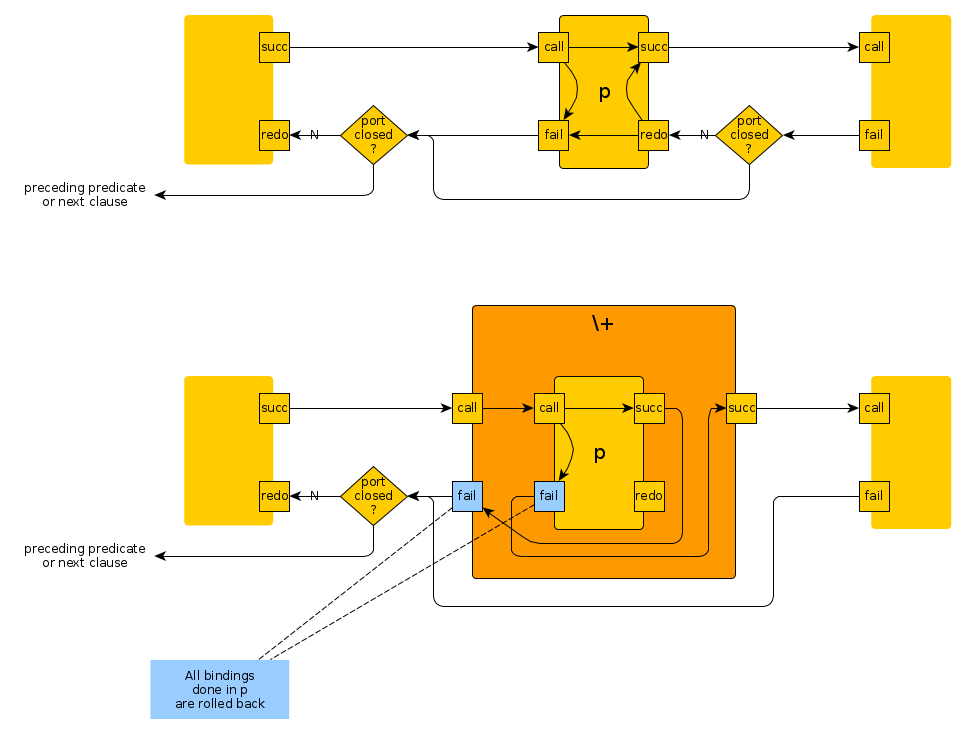 succ
call
succ
call
p
redo
N
port
closed
?
fail
redo
N
port
closed
?
fail
preceding predicate
or next clause
\+
succ
call
call
succ
succ
call
p
redo
N
port
closed
?
fail
fail
redo
fail
preceding predicate
or next clause
All bindings
done in p
are rolled back